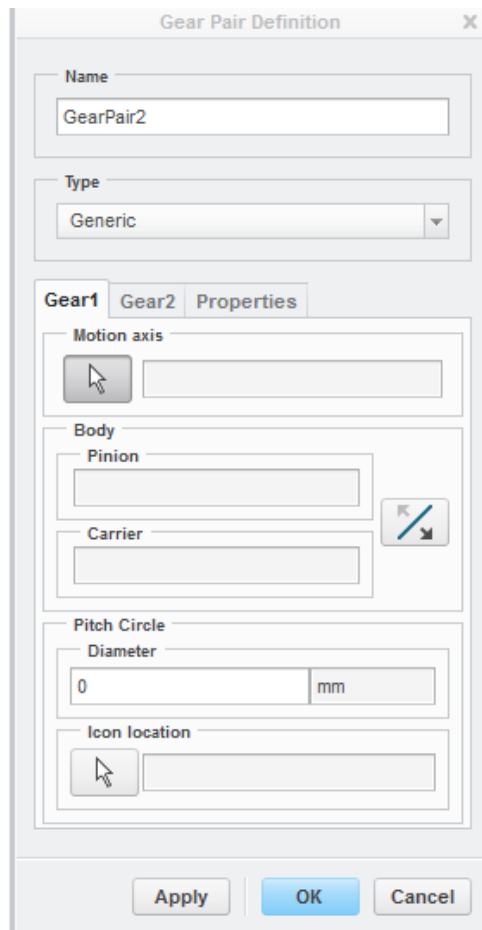 Gear Pair Definition X
Name
GearPair2
Type
Generic
Gear1 Gear2 Properties
Motion axis
Body
Pinion
Carrier
Pitch Circle
Diameter
0 mm
Icon location
Apply OK Cancel